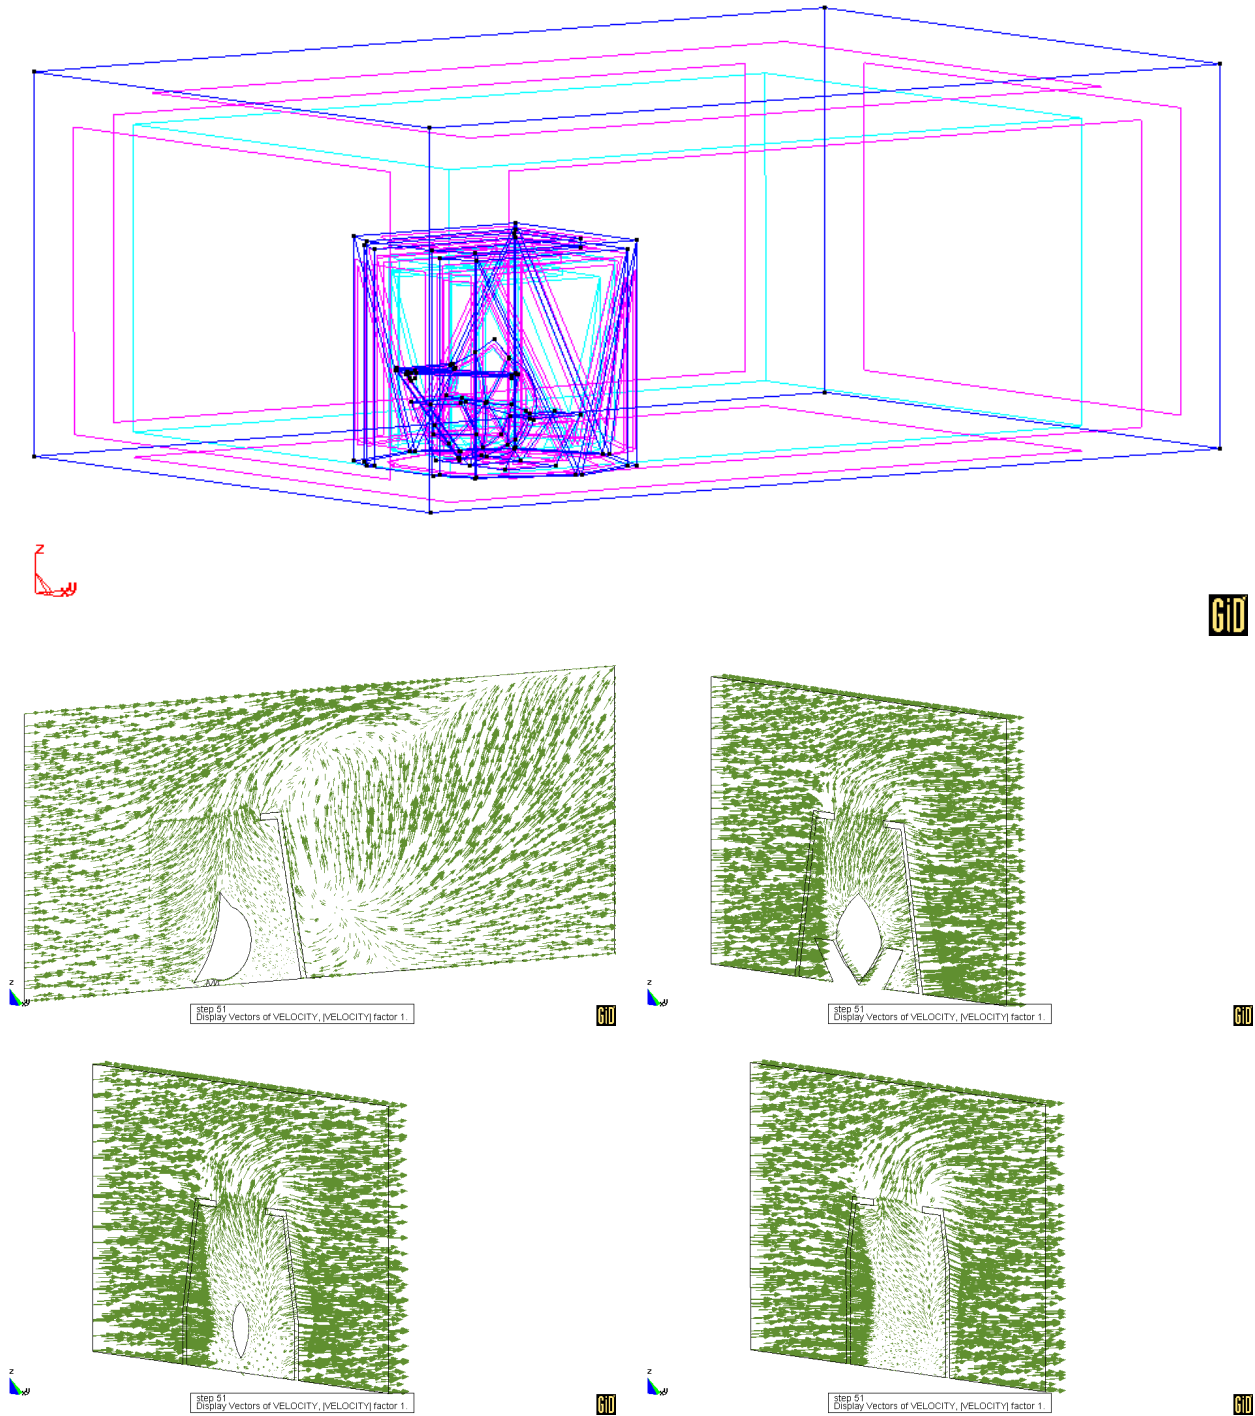 z
x y
GiD
z
x y
step 51
Display Vectors of VELOCITY, |VELOCITY| factor 1.
GiD
z
x y
step 51
Display Vectors of VELOCITY, |VELOCITY| factor 1.
GiD
z
x y
step 51
Display Vectors of VELOCITY, |VELOCITY| factor 1.
GiD
z
x y
step 51
Display Vectors of VELOCITY, |VELOCITY| factor 1.
GiD